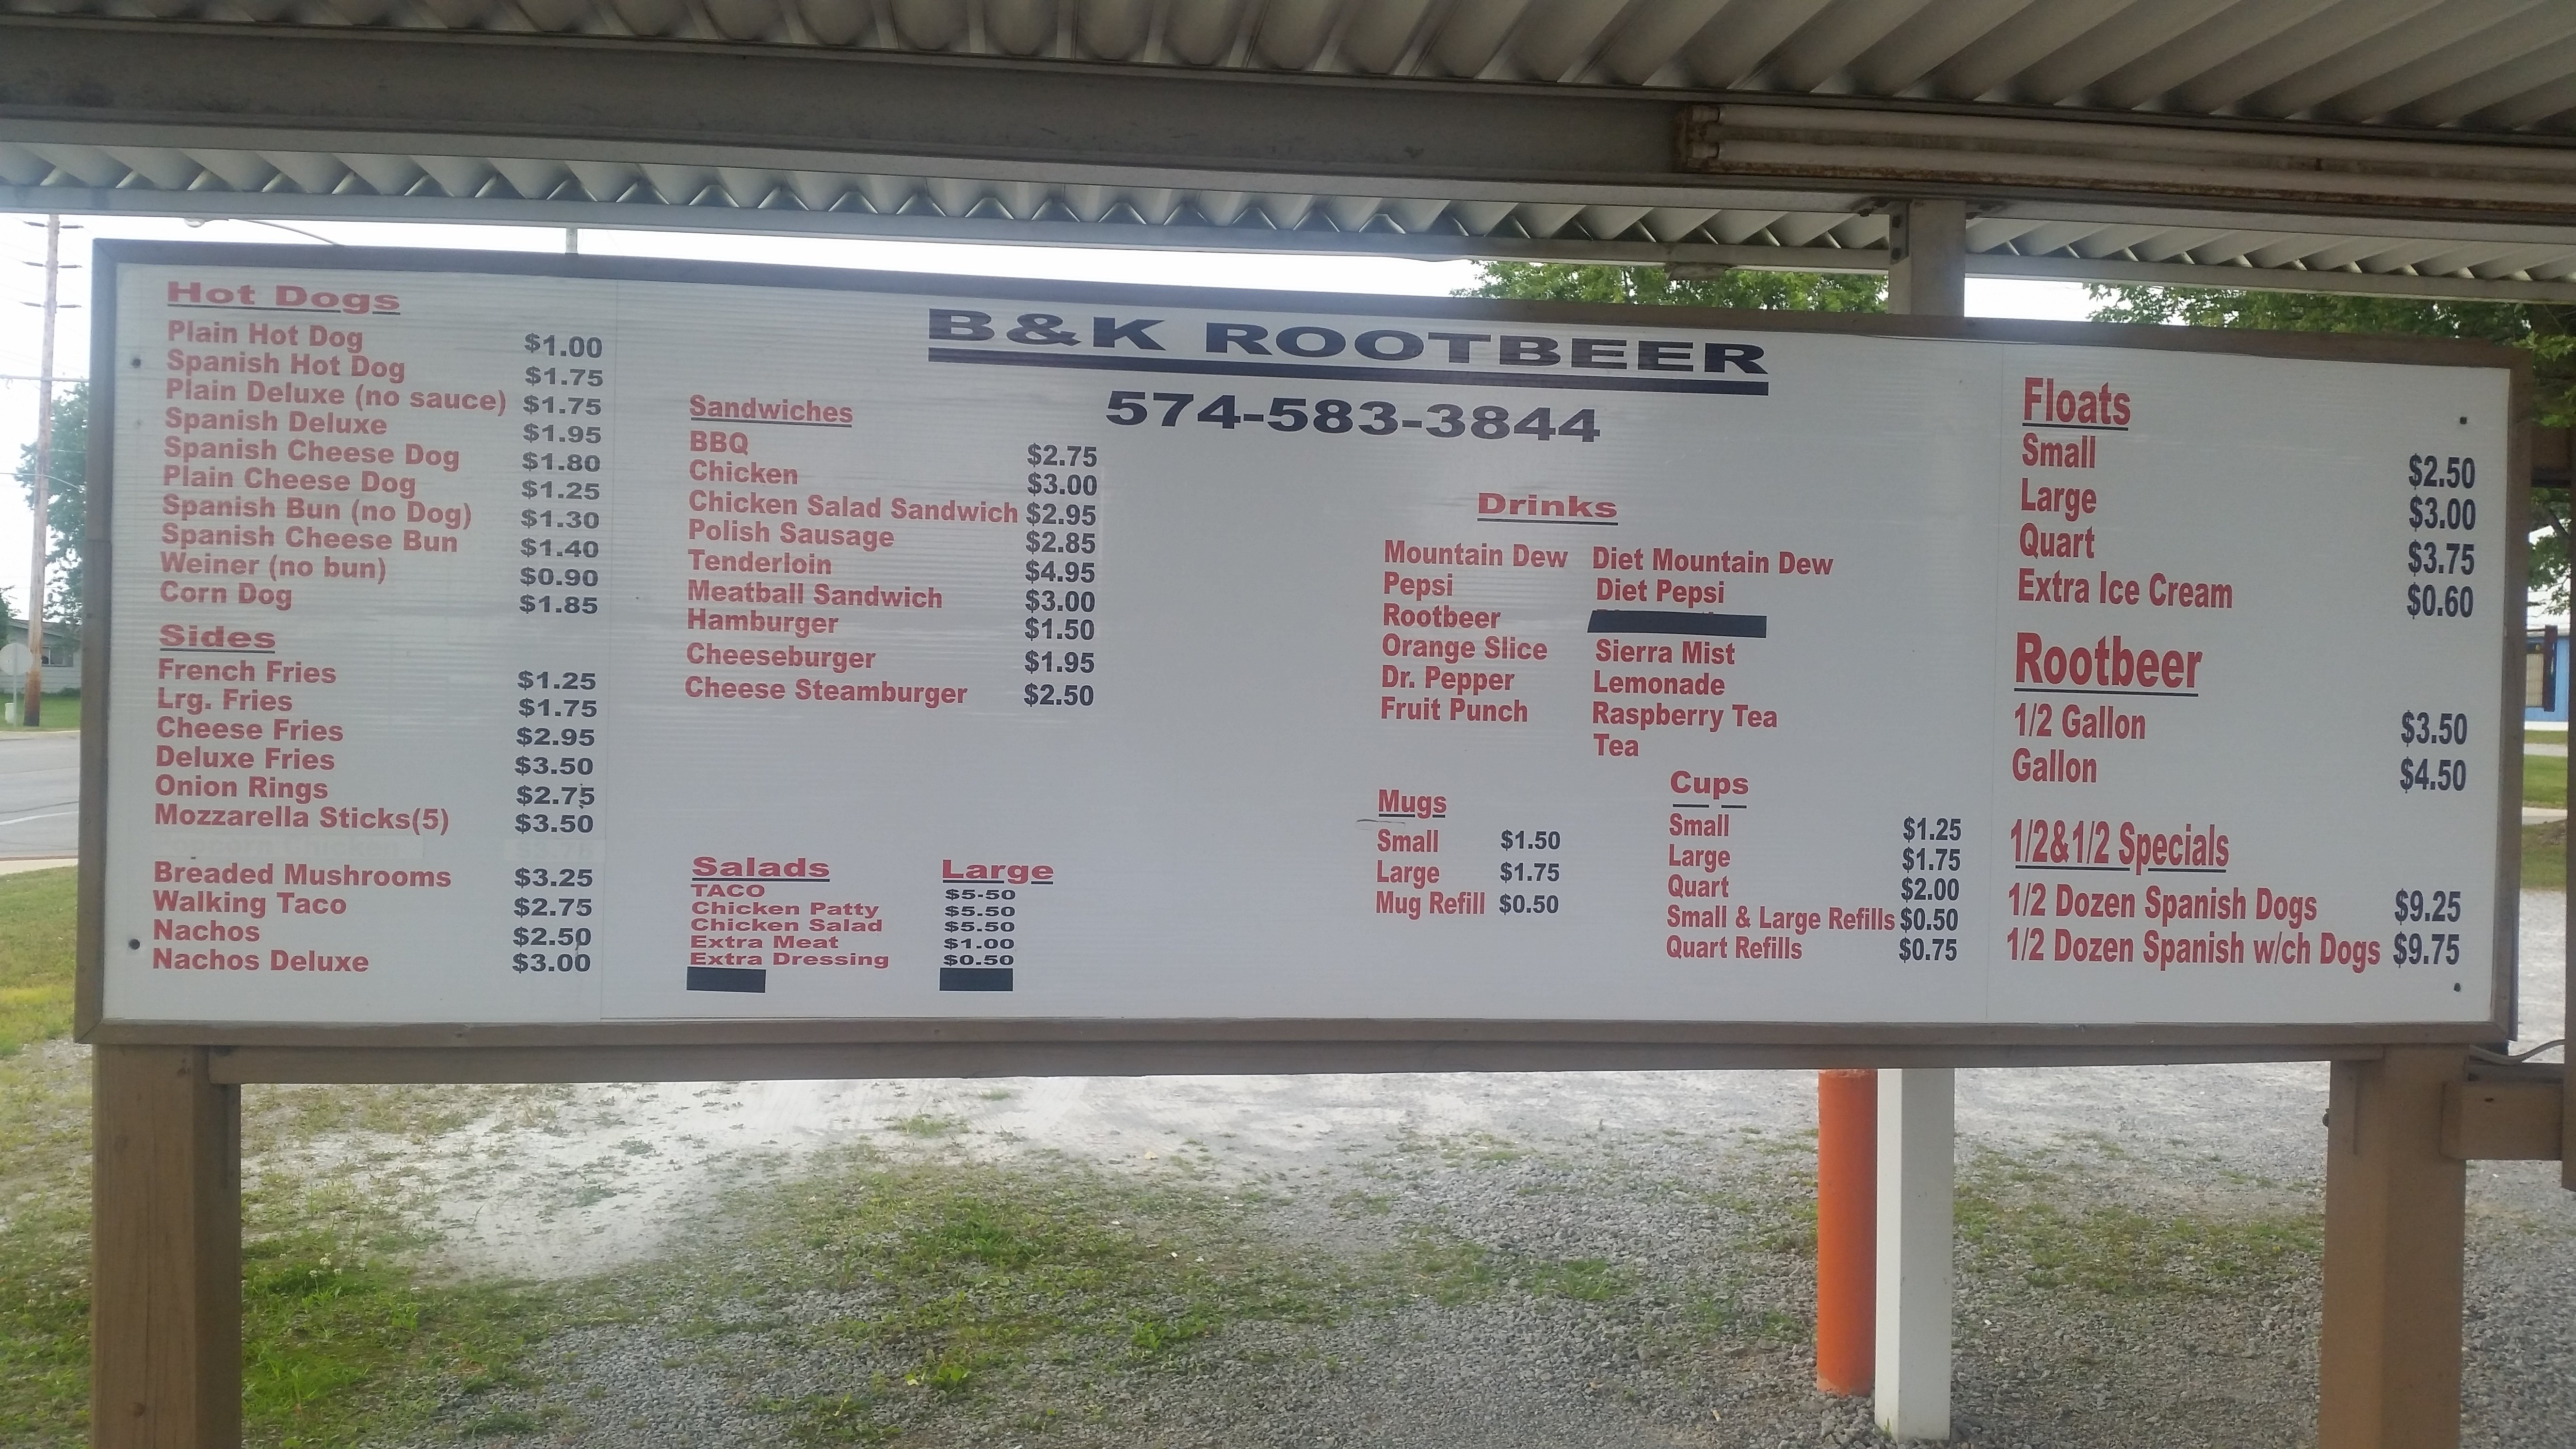 B&K ROOTBEER
574-583-3844
Hot Dogs
Plain Hot Dog $1.00
Spanish Hot Dog $1.75
Plain Deluxe (no sauce) $1.75
Spanish Deluxe $1.95
Spanish Cheese Dog $1.80
Plain Cheese Dog $1.25
Spanish Bun (no Dog) $1.30
Spanish Cheese Bun $1.40
Weiner (no bun) $0.90
Corn Dog $1.85
Sides
French Fries $1.25
Lrg. Fries $1.75
Cheese Fries $2.95
Deluxe Fries $3.50
Onion Rings $2.75
Mozzarella Sticks(5) $3.50
Breaded Mushrooms $3.25
Walking Taco $2.75
Nachos $2.50
Nachos Deluxe $3.00
Sandwiches
BBQ $2.75
Chicken $3.00
Chicken Salad Sandwich $2.95
Polish Sausage $2.85
Tenderloin $4.95
Meatball Sandwich $3.00
Hamburger $1.50
Cheeseburger $1.95
Cheese Steamburger $2.50
Salads Large
TACO $5-50
Chicken Patty $5.50
Chicken Salad $5.50
Extra Meat $1.00
Extra Dressing $0.50
Drinks
Mountain Dew Diet Mountain Dew
Pepsi Diet Pepsi
Rootbeer
Orange Slice Sierra Mist
Dr. Pepper Lemonade
Fruit Punch Raspberry Tea
Tea
Mugs
Small $1.50
Large $1.75
Mug Refill $0.50
Cups
Small $1.25
Large $1.75
Quart $2.00
Small & Large Refills $0.50
Quart Refills $0.75
Floats
Small $2.50
Large $3.00
Quart $3.75
Extra Ice Cream $0.60
Rootbeer
1/2 Gallon $3.50
Gallon $4.50
1/2&1/2 Specials
1/2 Dozen Spanish Dogs $9.25
1/2 Dozen Spanish w/ch Dogs $9.75